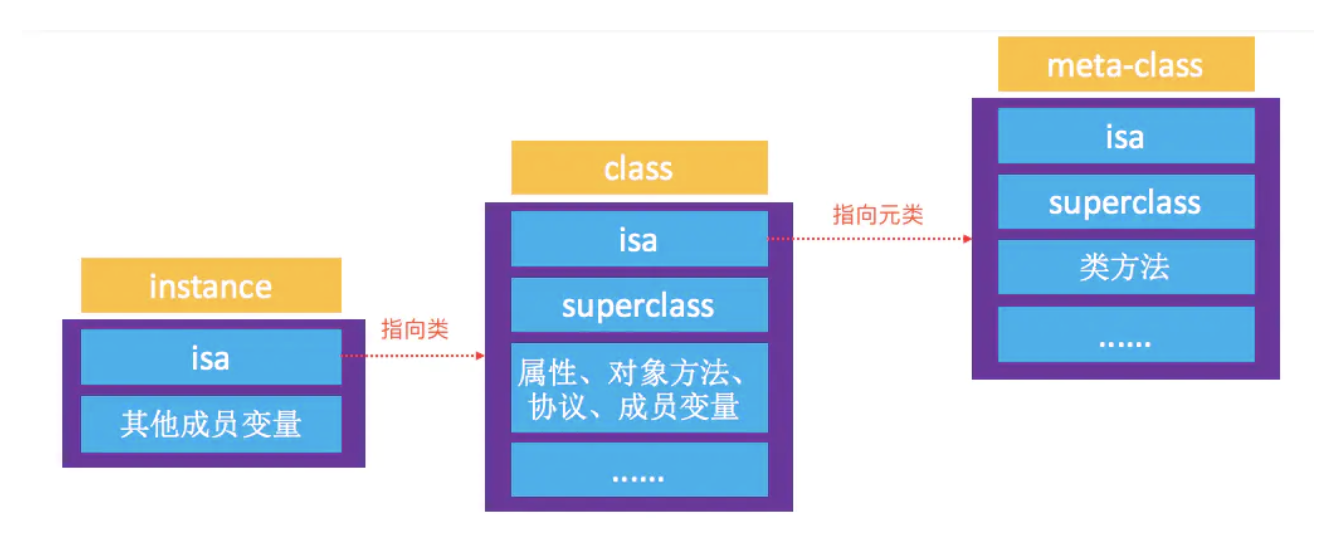 instance
isa
其他成员变量
指向类
class
isa
superclass
属性、对象方法、
协议、成员变量
......
指向元类
meta-class
isa
superclass
类方法
......